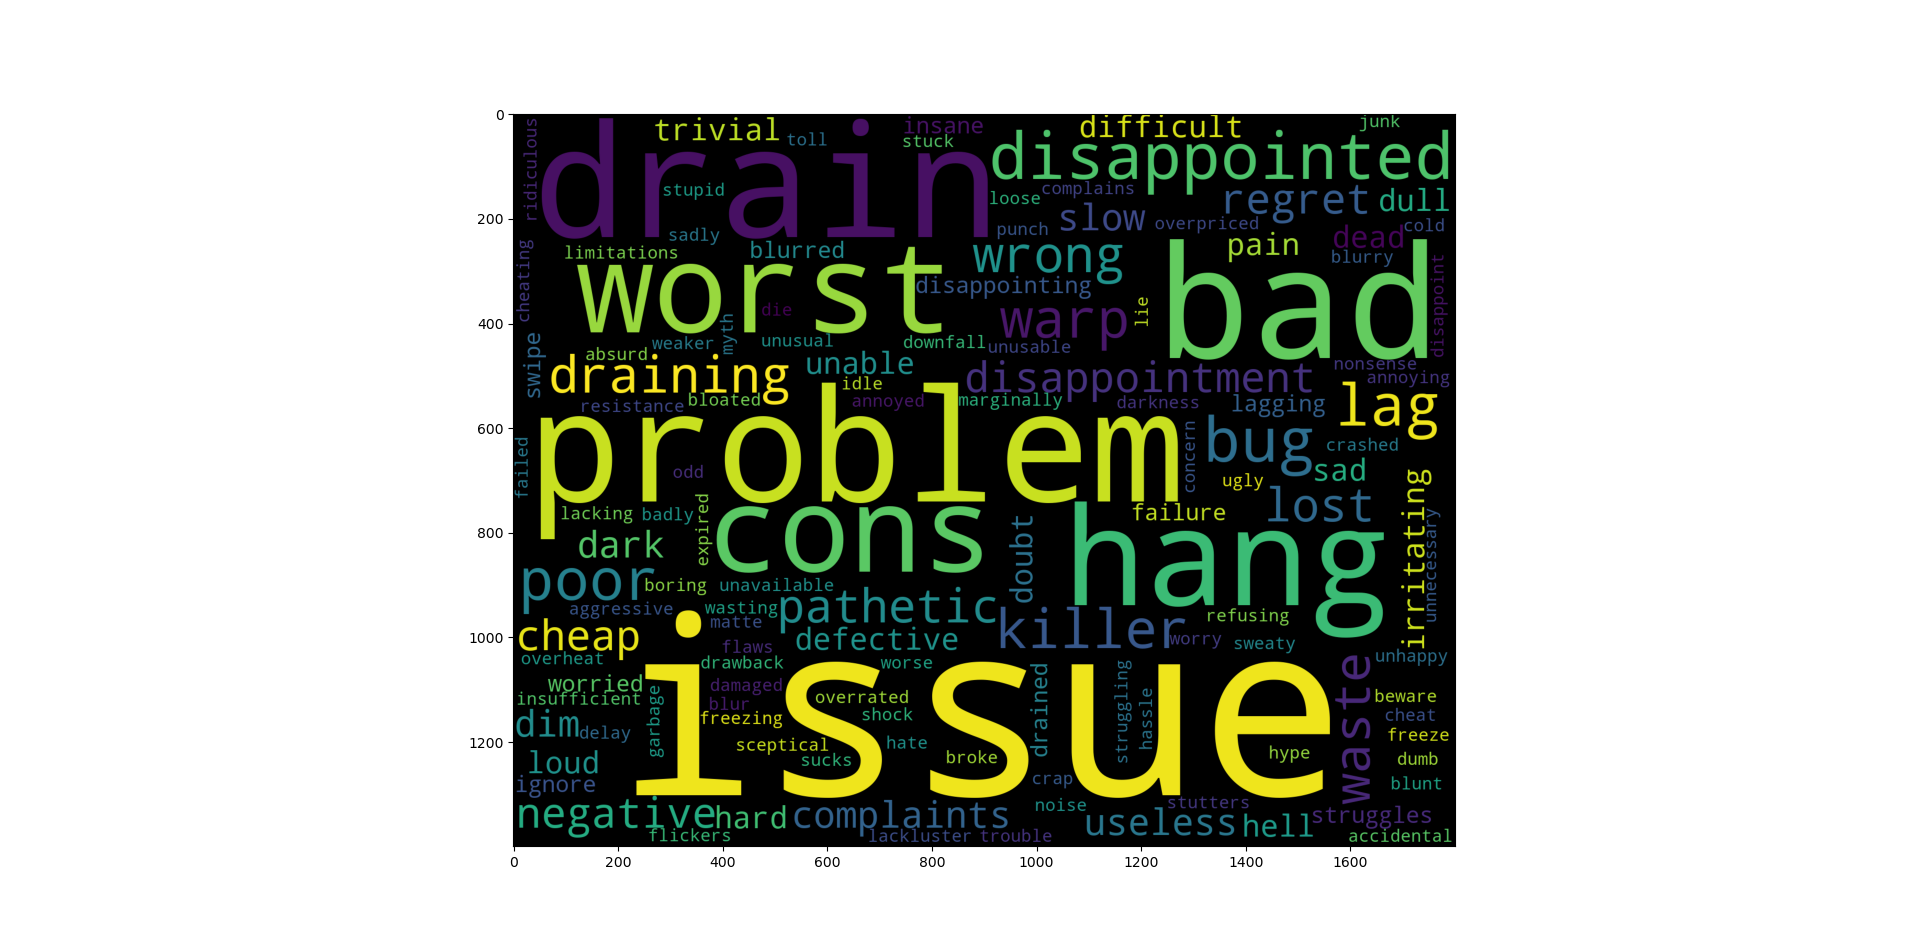 0
200
400
600
800
1000
1200
0
200
400
600
800
1000
1200
1400
1600
ridiculous
trivial
toll
insane
stuck
difficult
junk
drain
disappointed
stupid
loose
complains
regret
dull
sadly
punch
slow
overpriced
cold
cheating
limitations
blurred
wrong
pain
dead
blurry
worst
disappointing
bad
disappoint
die
lie
warp
swipe
weaker
myth
unusual
downfall
unusable
absurd
unable
nonsense
annoying
draining
idle
disappointment
resistance
bloated
annoyed
marginally
darkness
lagging
lag
problem
failed
odd
concern
bug
crashed
sad
ugly
lacking
badly
expired
cons
failure
lost
irritating
unnecessary
dark
doubt
hang
poor
boring
unavailable
aggressive
wasting
pathetic
matte
refusing
cheap
flaws
defective
killer
worry
sweaty
overheat
drawback
worse
unhappy
worried
insufficient
garbage
damaged
blur
overrated
drained
struggling
hassle
waste
beware
issue
freezing
shock
cheat
dim
delay
sceptical
hate
freeze
sucks
broke
hype
dumb
loud
ignore
crap
blunt
negative
hard
complaints
noise
stutters
struggles
useless
hell
flickers
lackluster
trouble
accidental